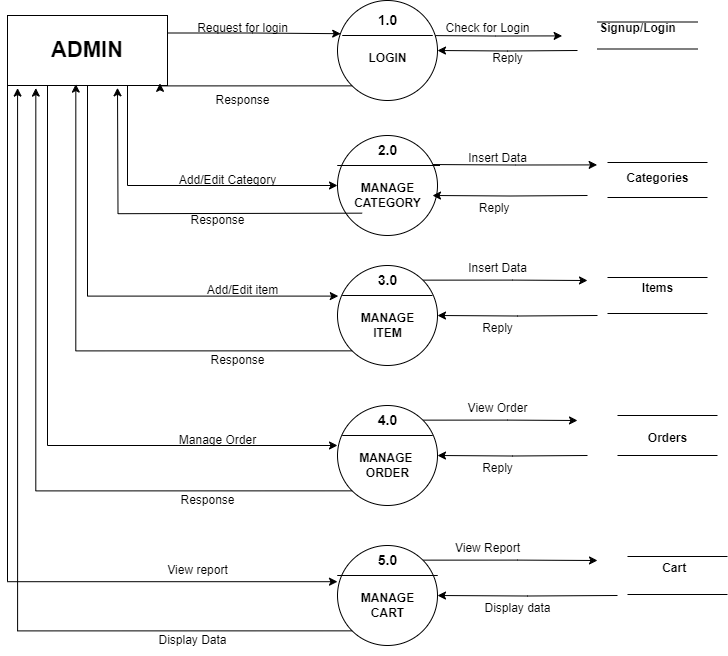 ADMIN
Request for login
1.0
LOGIN
Check for Login
Reply
Signup/Login
Response
2.0
MANAGE
CATEGORY
Add/Edit Category
Insert Data
Reply
Categories
Response
3.0
MANAGE
ITEM
Add/Edit item
Insert Data
Reply
Items
Response
4.0
MANAGE
ORDER
Manage Order
View Order
Reply
Orders
Response
5.0
MANAGE
CART
View report
View Report
Display data
Cart
Display Data